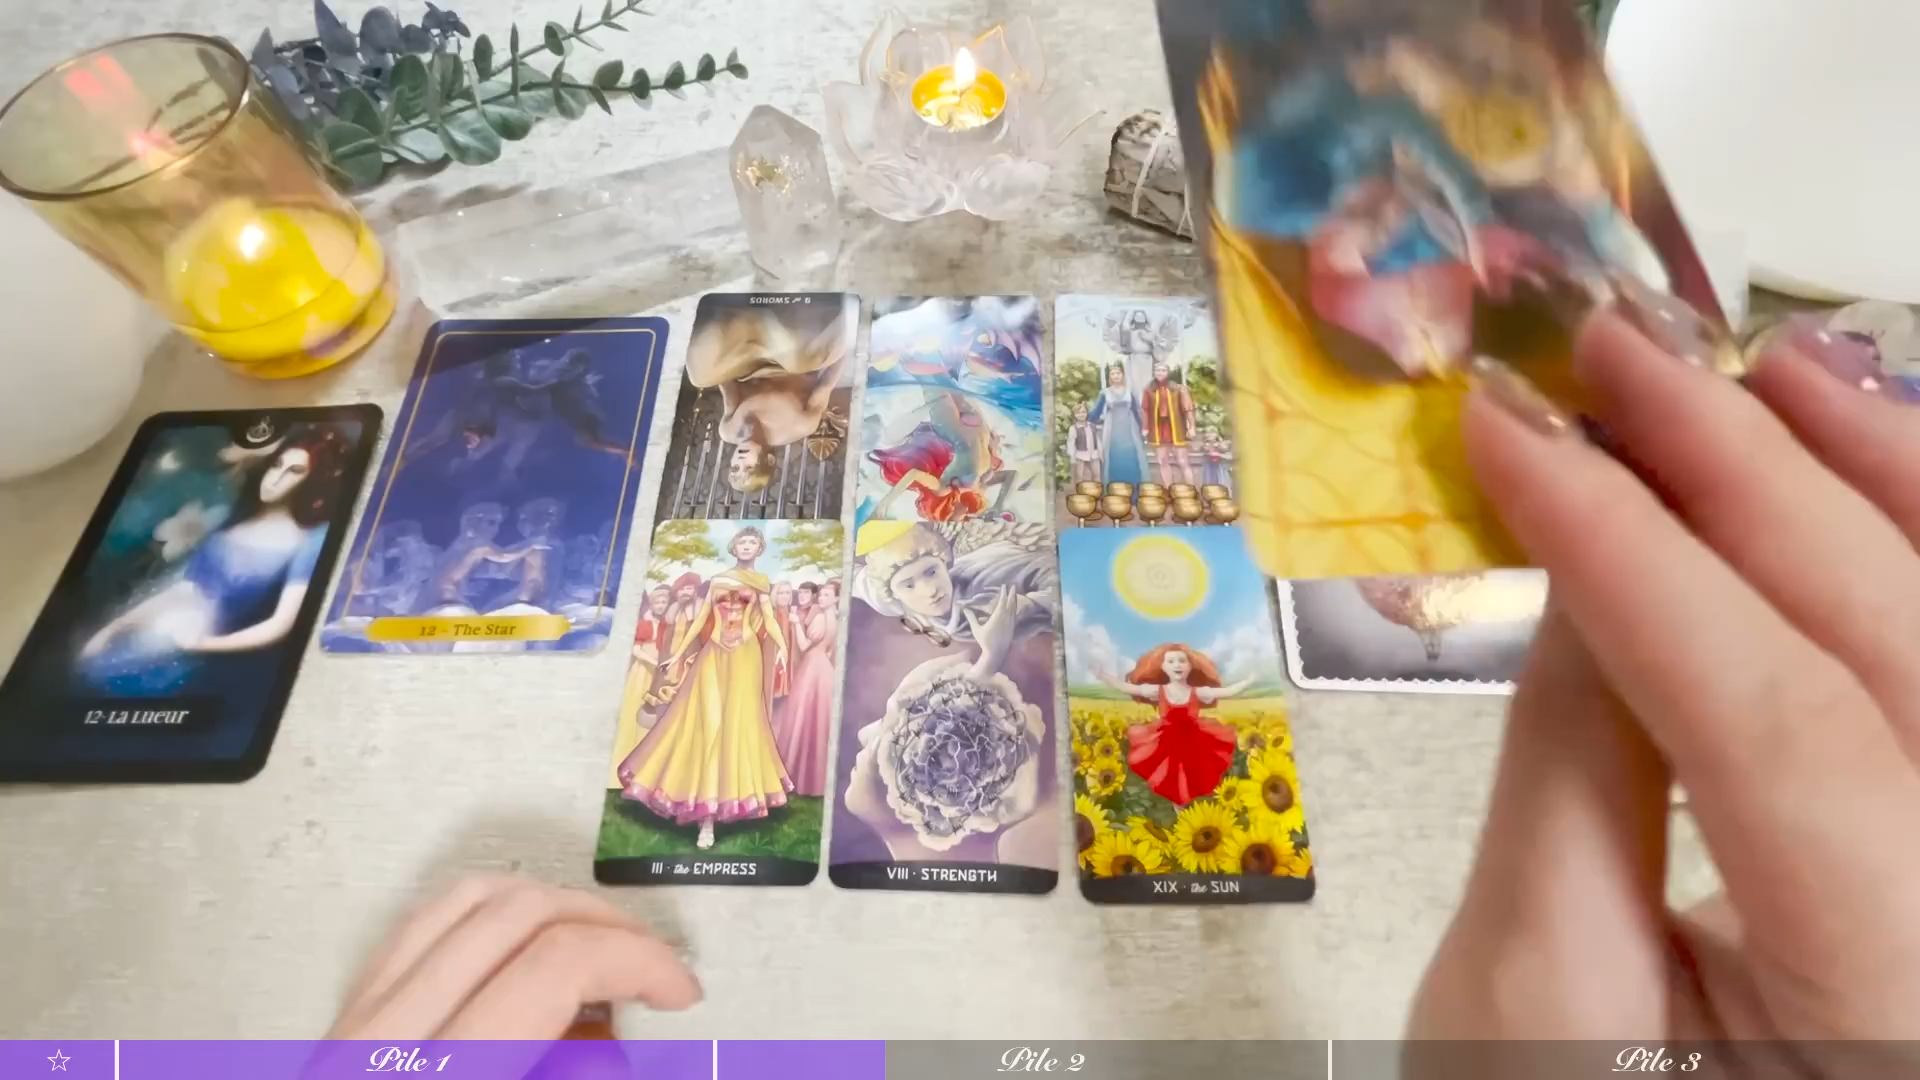 9 of SWORDS
12-La Lueur
12 - The Star
III · the EMPRESS
VIII · STRENGTH
XIX · the SUN
☆ Pile 1 Pile 2 Pile 3